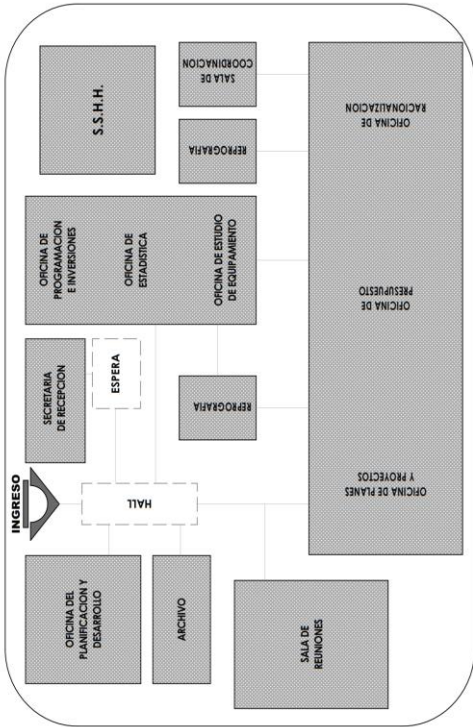 INGRESO
OFICINA DEL
PLANIFICACION Y
DESARROLLO
SECRETARIA
DE RECEPCION
OFICINA DE
PROGRAMACION
E INVERSIONES
S.S.H.H.
ARCHIVO
HALL
ESPERA
OFICINA DE
ESTADISTICA
OFICINA DE ESTUDIO
DE EQUIPAMIENTO
SALA DE
REUNIONES
REPROGRAFIA
REPROGRAFIA
SALA DE
COORDINACION
OFICINA DE PLANES
Y PROYECTOS
OFICINA DE
PRESUPUESTO
OFICINA DE
RACIONALIZACION